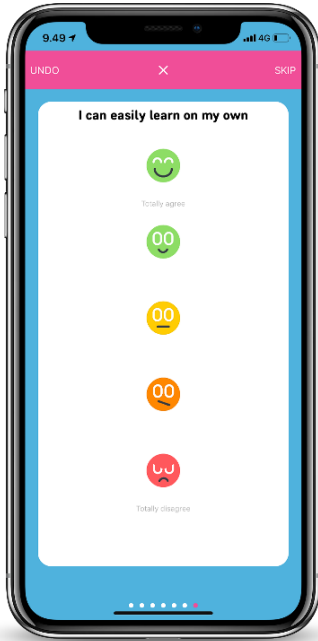 9.49 4G
UNDO × SKIP
I can easily learn on my own
Totally agree
Totally disagree